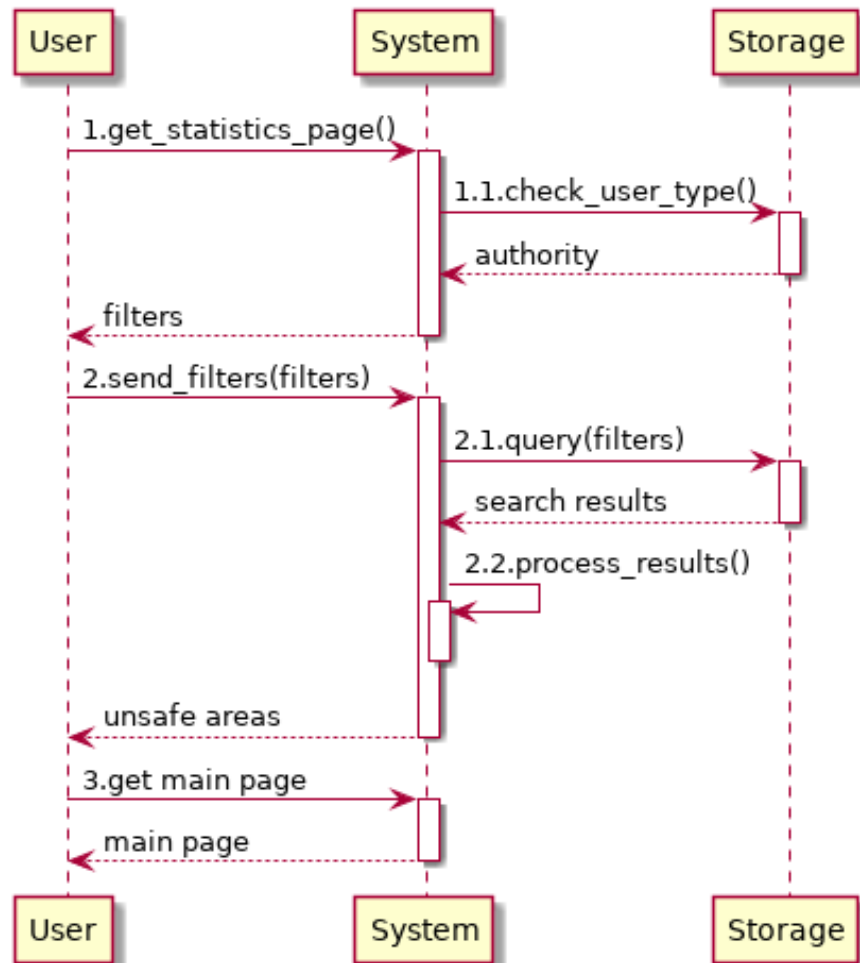 User
System
Storage
1.get_statistics_page()
1.1.check_user_type()
authority
filters
2.send_filters(filters)
2.1.query(filters)
search results
2.2.process_results()
unsafe areas
3.get main page
main page
User
System
Storage